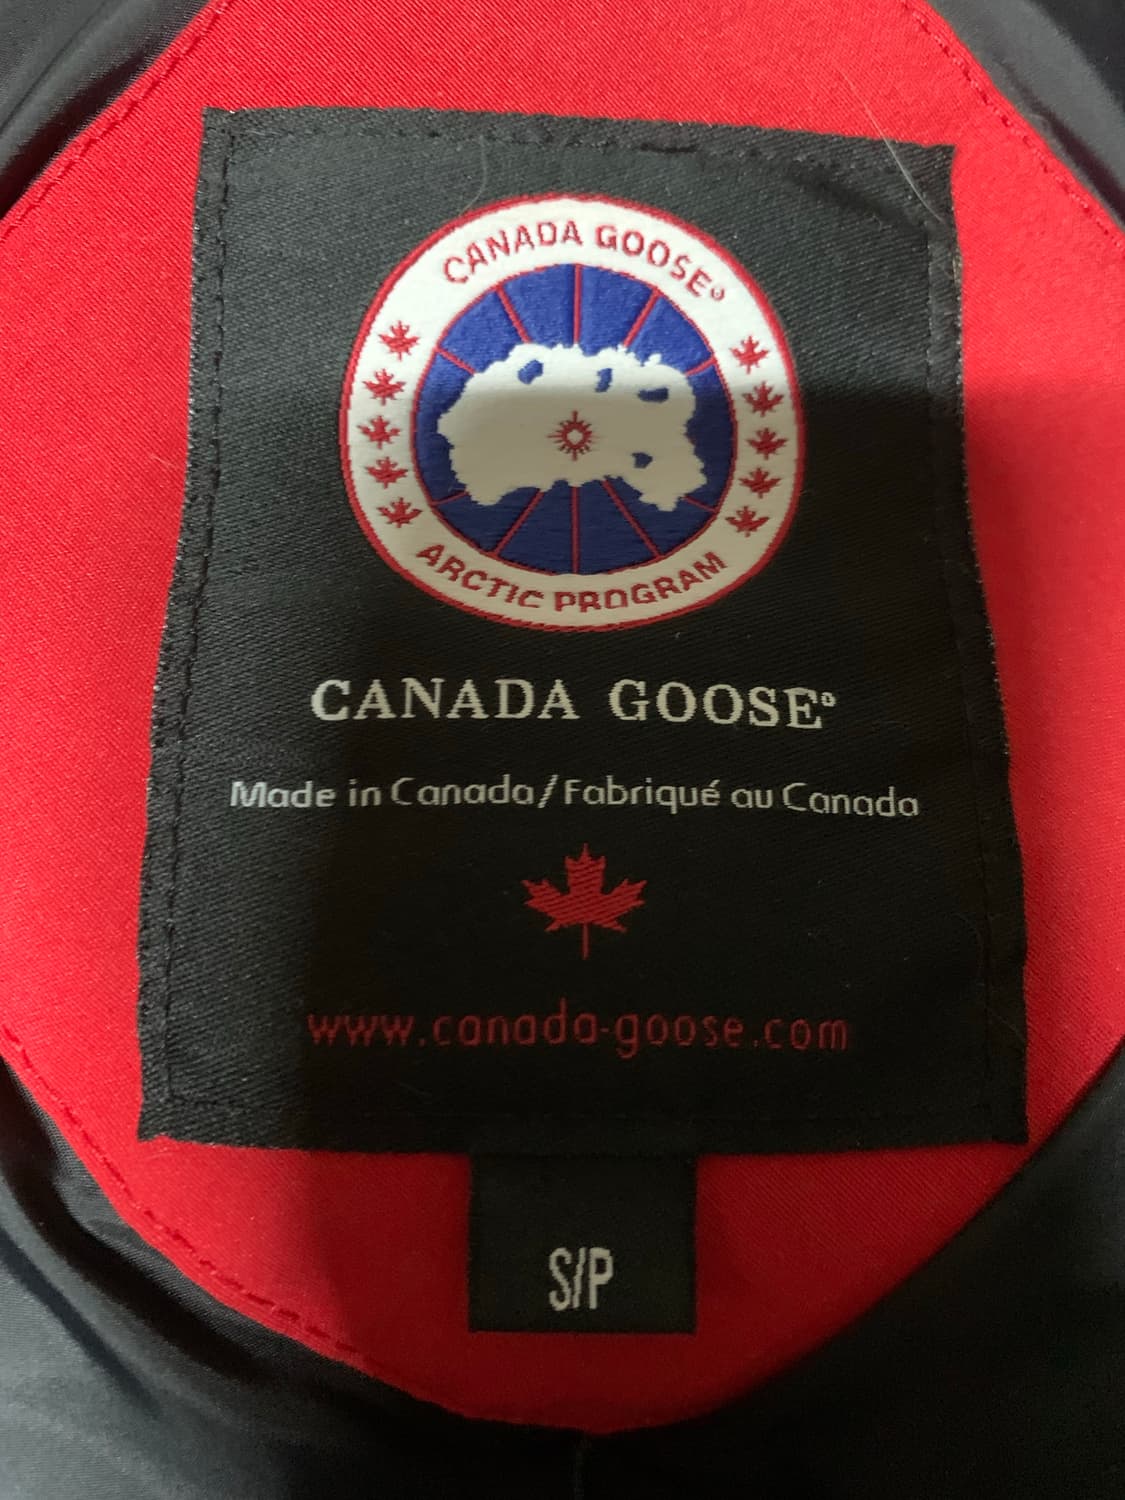 CANADA GOOSE®
ARCTIC PROGRAM
CANADA GOOSE®
Made in Canada/Fabriqué au Canada
www.canada-goose.com
S/P